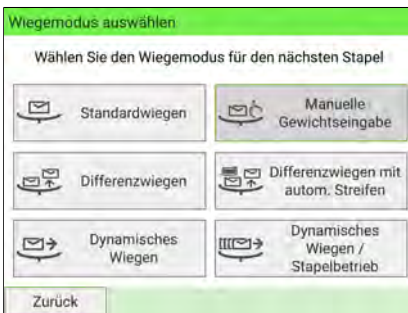 Wiegemodus auswählen
Wählen Sie den Wiegemodus für den nächsten Stapel
Standardwiegen
Manuelle
Gewichtseingabe
Differenzwiegen
Differenzwiegen mit
autom. Streifen
Dynamisches
Wiegen
Dynamisches
Wiegen /
Stapelbetrieb
Zurück